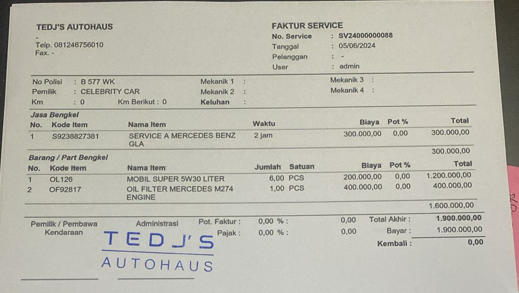 TEDJ'S AUTOHAUS
-
Telp. 081246756010
Fax. -
FAKTUR SERVICE
No. Service : SV24000000088
Tanggal : 05/06/2024
Pelanggan : -
User : admin
No Polisi : B 577 WK Mekanik 1 : Mekanik 3 :
Pemilik : CELEBRITY CAR Mekanik 2 : Mekanik 4 :
Km : 0 Km Berikut : 0 Keluhan :
Jasa Bengkel
No. Kode Item Nama Item Waktu Biaya Pot % Total
1 S9238827381 SERVICE A MERCEDES BENZ GLA 2 jam 300.000,00 0,00 300.000,00
300.000,00
Barang / Part Bengkel
No. Kode Item Nama Item Jumlah Satuan Biaya Pot % Total
1 OL126 MOBIL SUPER 5W30 LITER 6,00 PCS 200.000,00 0,00 1.200.000,00
2 OF92817 OIL FILTER MERCEDES M274 ENGINE 1,00 PCS 400.000,00 0,00 400.000,00
1.600.000,00
Pemilik / Pembawa Kendaraan Administrasi
Pot. Faktur : 0,00 % : 0,00 Total Akhir : 1.900.000,00
Pajak : 0,00 % : 0,00 Bayar : 1.900.000,00
Kembali : 0,00
TEDJ'S
AUTOHAUS